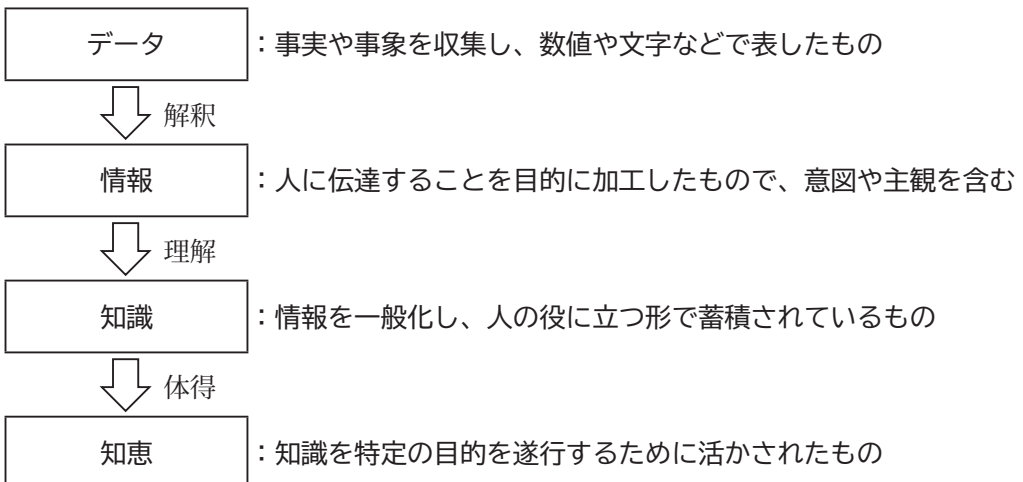 データ：事実や事象を収集し、数値や文字などで表したもの
解釈
情報：人に伝達することを目的に加工したもので、意図や主観を含む
理解
知識：情報を一般化し、人の役に立つ形で蓄積されているもの
体得
知恵：知識を特定の目的を遂行するために活かされたもの